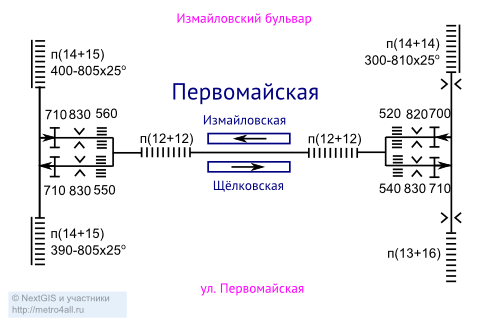 Измайловский бульвар
п(14+15)
400-805x25°
п(14+14)
300-810x25°
Первомайская
710 830 560
Измайловская
520 820 700
п(12+12)
п(12+12)
710 830 550
Щёлковская
540 830 710
п(14+15)
390-805x25°
п(13+16)
ул. Первомайская
© NextGIS и участники
http://metro4all.ru